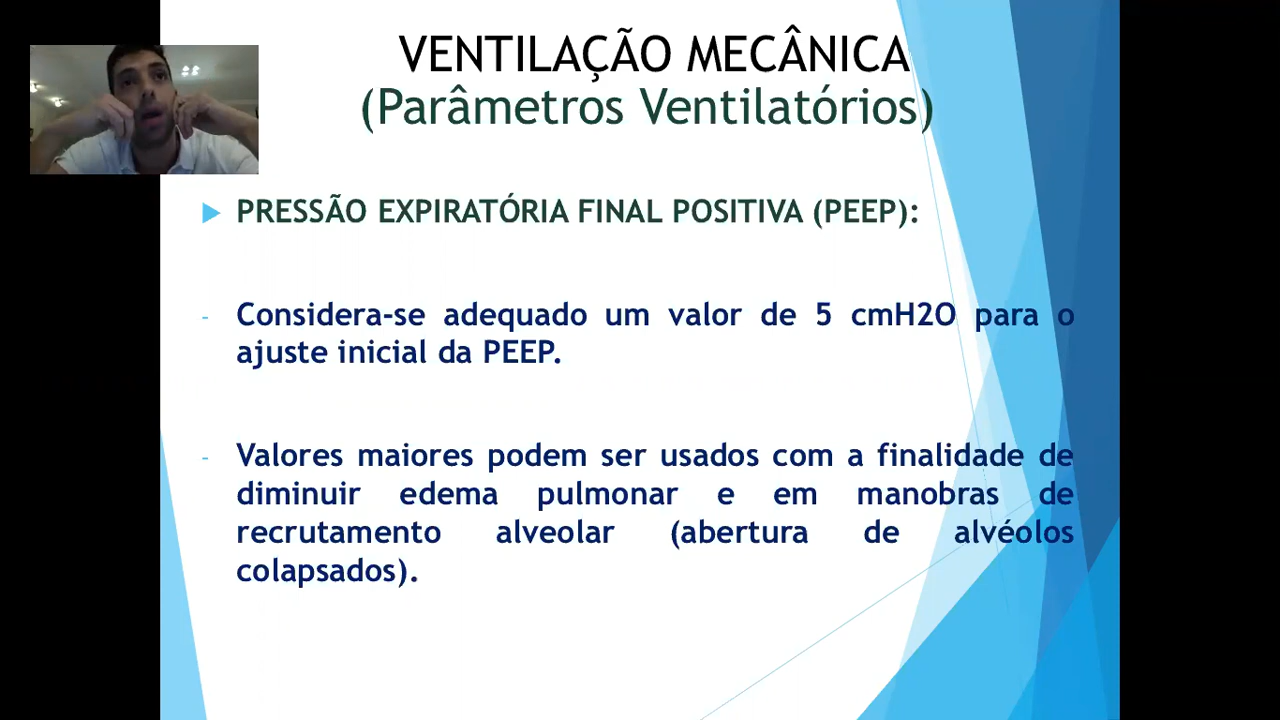 VENTILAÇÃO MECÂNICA
(Parâmetros Ventilatórios)
PRESSÃO EXPIRATÓRIA FINAL POSITIVA (PEEP):
- Considera-se adequado um valor de 5 cmH2O para o
ajuste inicial da PEEP.
- Valores maiores podem ser usados com a finalidade de
diminuir edema pulmonar e em manobras de
recrutamento alveolar (abertura de alvéolos
colapsados).